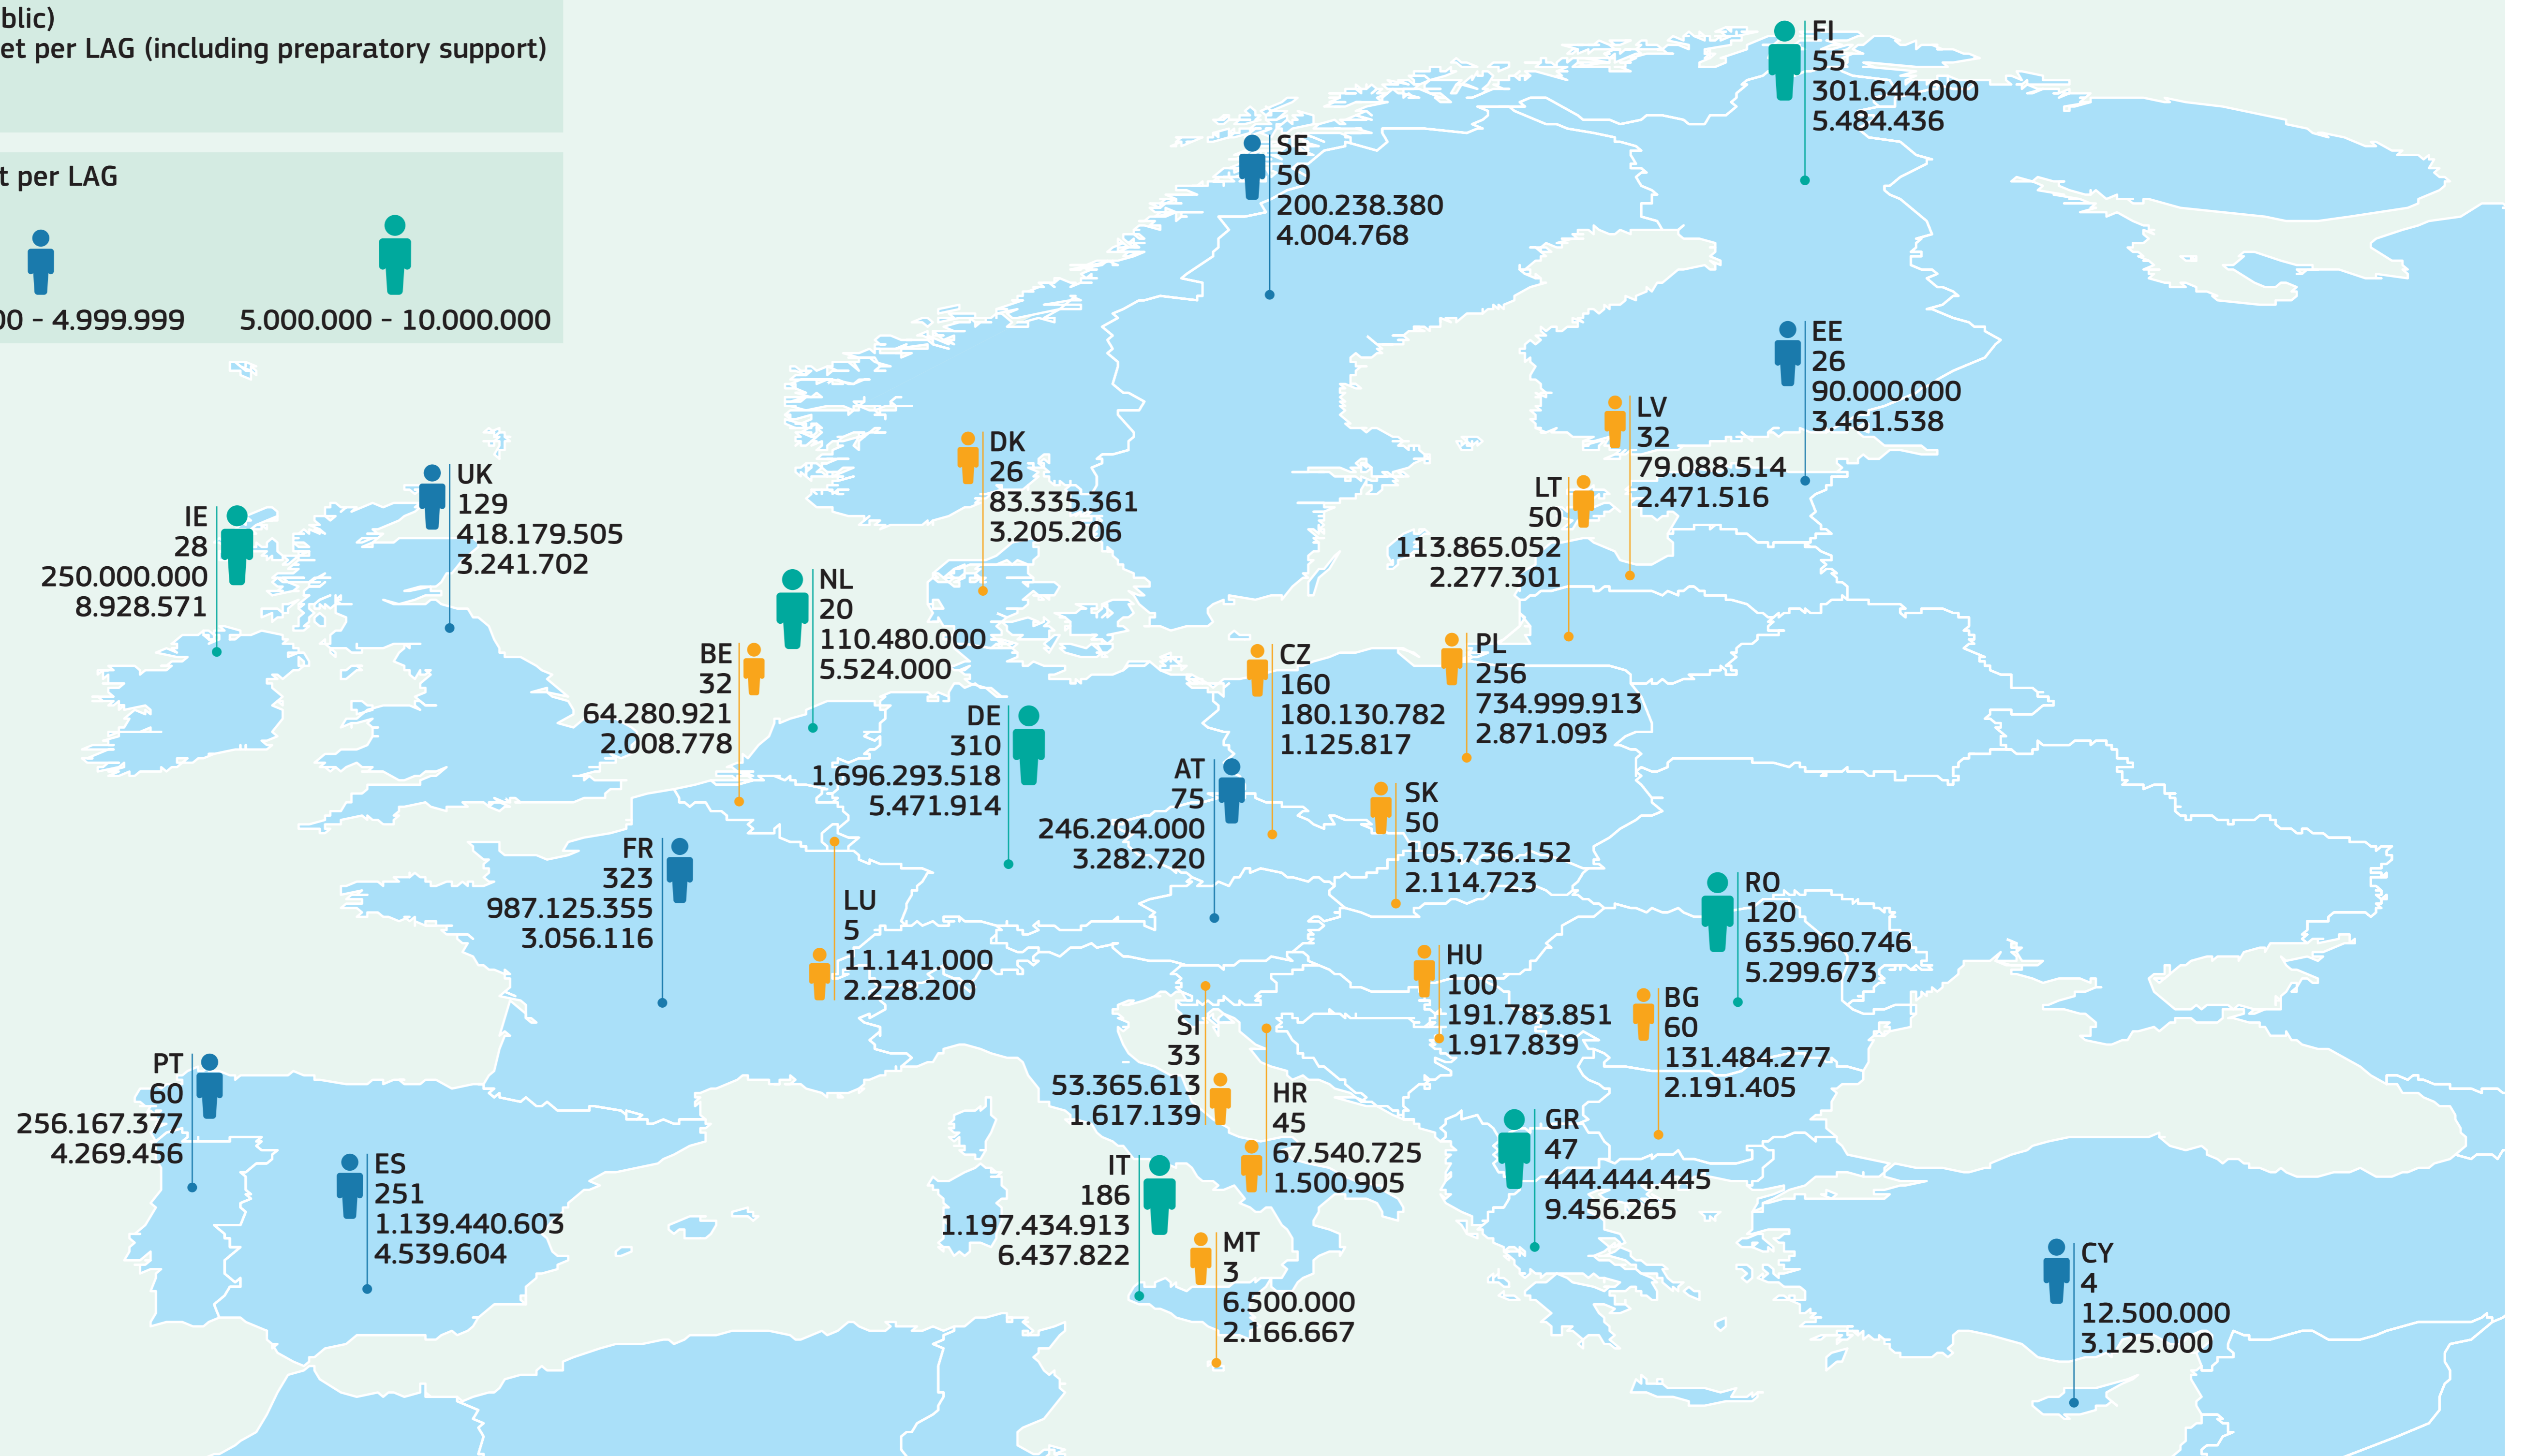 blic)
et per LAG (including preparatory support)
t per LAG
00 - 4.999.999
5.000.000 - 10.000.000
FI
55
301.644.000
5.484.436
SE
50
200.238.380
4.004.768
EE
26
90.000.000
3.461.538
LV
32
79.088.514
2.471.516
DK
26
83.335.361
3.205.206
UK
129
418.179.505
3.241.702
LT
50
113.865.052
2.277.301
IE
28
250.000.000
8.928.571
NL
20
110.480.000
5.524.000
BE
32
64.280.921
2.008.778
CZ
160
180.130.782
1.125.817
PL
256
734.999.913
2.871.093
DE
310
1.696.293.518
5.471.914
AT
75
246.204.000
3.282.720
SK
50
105.736.152
2.114.723
FR
323
987.125.355
3.056.116
LU
5
11.141.000
2.228.200
RO
120
635.960.746
5.299.673
HU
100
191.783.851
1.917.839
BG
60
131.484.277
2.191.405
SI
33
53.365.613
1.617.139
PT
60
256.167.377
4.269.456
HR
45
67.540.725
1.500.905
GR
47
444.444.445
9.456.265
ES
251
1.139.440.603
4.539.604
IT
186
1.197.434.913
6.437.822
MT
3
6.500.000
2.166.667
CY
4
12.500.000
3.125.000